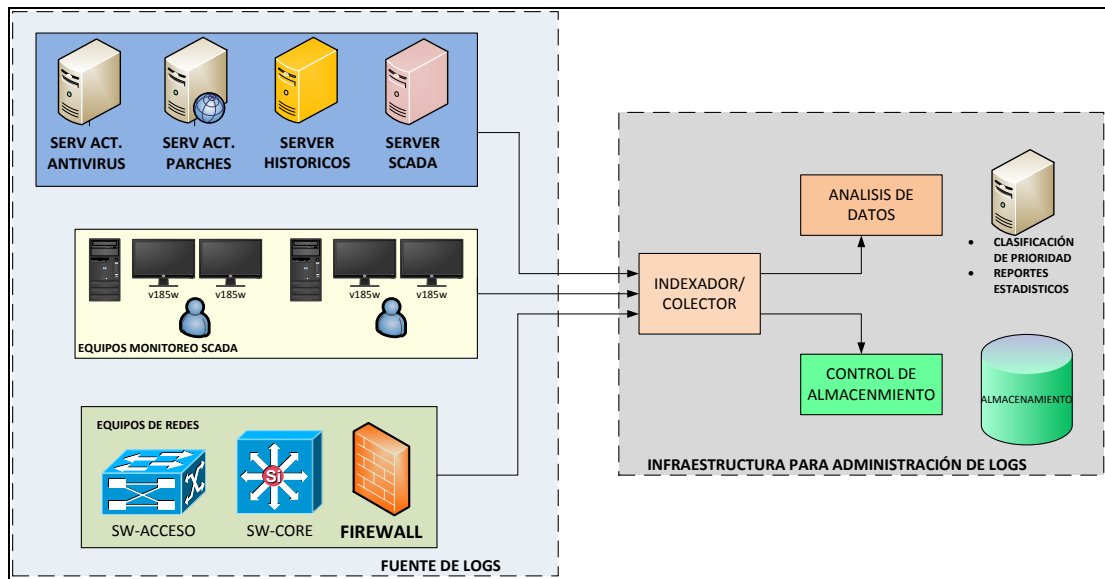 SERV ACT.
ANTIVIRUS
SERV ACT.
PARCHES
SERVER
HISTORICOS
SERVER
SCADA
v185w
v185w
v185w
v185w
EQUIPOS MONITOREO SCADA
EQUIPOS DE REDES
Si
SW-ACCESO
SW-CORE
FIREWALL
FUENTE DE LOGS
INDEXADOR/
COLECTOR
ANALISIS DE
DATOS
• CLASIFICACIÓN
DE PRIORIDAD
• REPORTES
ESTADISTICOS
CONTROL DE
ALMACENMIENTO
ALMACENAMIENTO
INFRAESTRUCTURA PARA ADMINISTRACIÓN DE LOGS